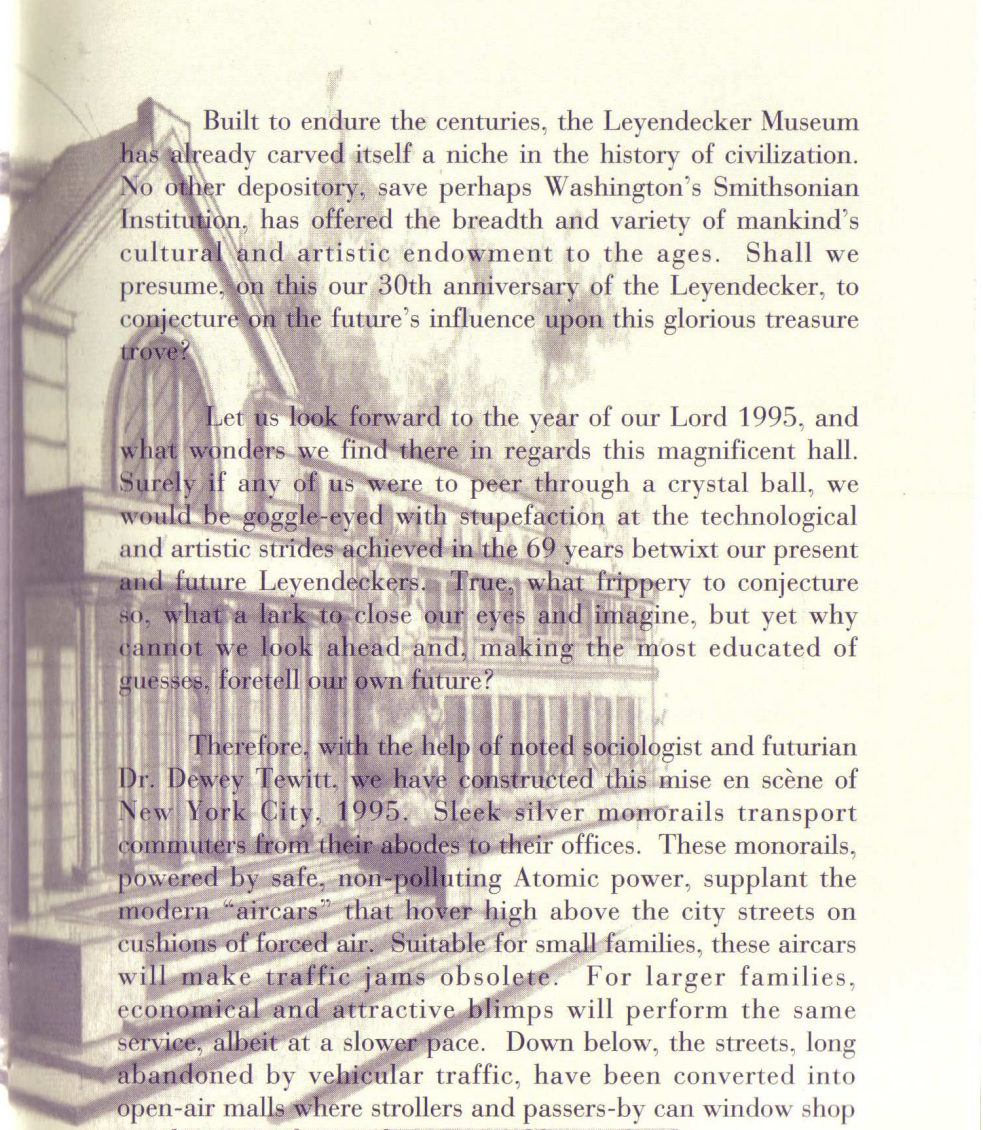 Built to endure the centuries, the Leyendecker Museum
has already carved itself a niche in the history of civilization.
No other depository, save perhaps Washington's Smithsonian
Institution, has offered the breadth and variety of mankind's
cultural and artistic endowment to the ages. Shall we
presume, on this our 30th anniversary of the Leyendecker, to
conjecture on the future's influence upon this glorious treasure
trove?
Let us look forward to the year of our Lord 1995, and
what wonders we find there in regards this magnificent hall.
Surely if any of us were to peer through a crystal ball, we
would be goggle-eyed with stupefaction at the technological
and artistic strides achieved in the 69 years betwixt our present
and future Leyendeckers. True, what frippery to conjecture
so, what a lark to close our eyes and imagine, but yet why
cannot we look ahead and, making the most educated of
guesses, foretell our own future?
Therefore, with the help of noted sociologist and futurian
Dr. Dewey Tewitt, we have constructed this mise en scène of
New York City, 1995. Sleek silver monorails transport
commuters from their abodes to their offices. These monorails,
powered by safe, non-polluting Atomic power, supplant the
modern "aircars" that hover high above the city streets on
cushions of forced air. Suitable for small families, these aircars
will make traffic jams obsolete. For larger families,
economical and attractive blimps will perform the same
service, albeit at a slower pace. Down below, the streets, long
abandoned by vehicular traffic, have been converted into
open-air malls where strollers and passers-by can window shop